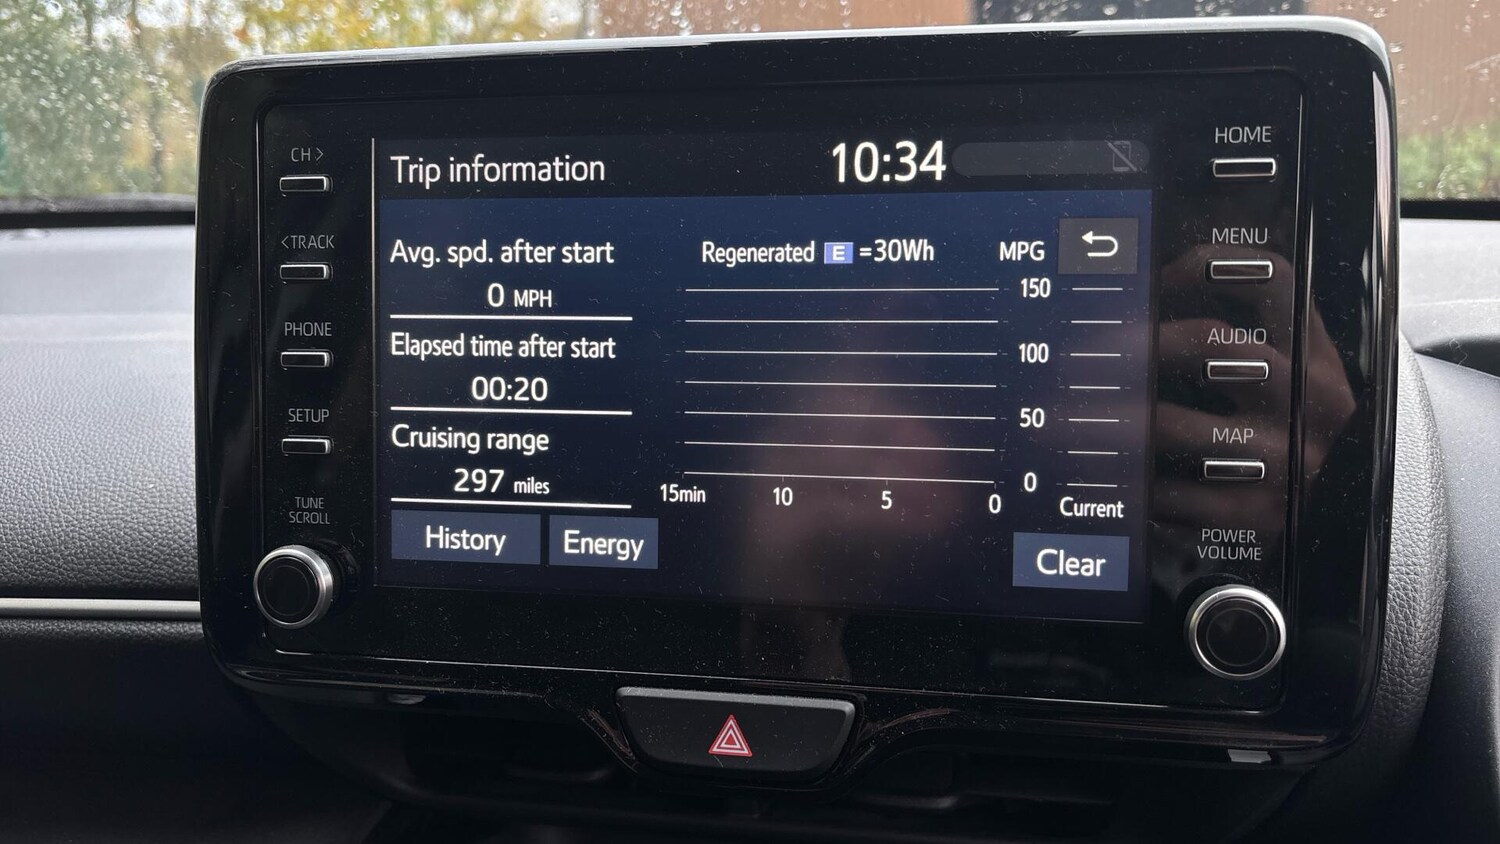 CH>
<TRACK
PHONE
SETUP
TUNE
SCROLL
Trip information
10:34
Avg. spd. after start
0 MPH
Elapsed time after start
00:20
Cruising range
297 miles
History
Energy
Regenerated E =30Wh
MPG
150
100
50
0
15min 10 5 0
Current
Clear
HOME
MENU
AUDIO
MAP
POWER
VOLUME